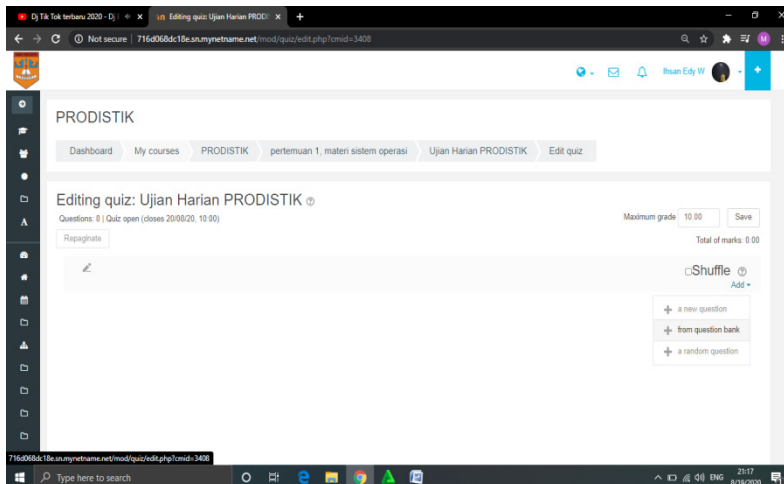 Dj Tik Tok terbaru 2020 - Dj
Editing quiz: Ujian Harian PRODI
Not secure | 716d068dc18e.sn.mynetname.net/mod/quiz/edit.php?cmid=3408
M
Ihsan Edy W
PRODISTIK
Dashboard
My courses
PRODISTIK
pertemuan 1, materi sistem operasi
Ujian Harian PRODISTIK
Edit quiz
Editing quiz: Ujian Harian PRODISTIK
Questions: 0 | Quiz open (closes 20/08/20, 10:00)
Maximum grade 10.00 Save
Repaginate
Total of marks: 0.00
Shuffle
Add
a new question
from question bank
a random question
A
716d068dc18e.sn.mynetname.net/mod/quiz/edit.php?cmid=3408
Type here to search
ENG
21:17
8/19/2020